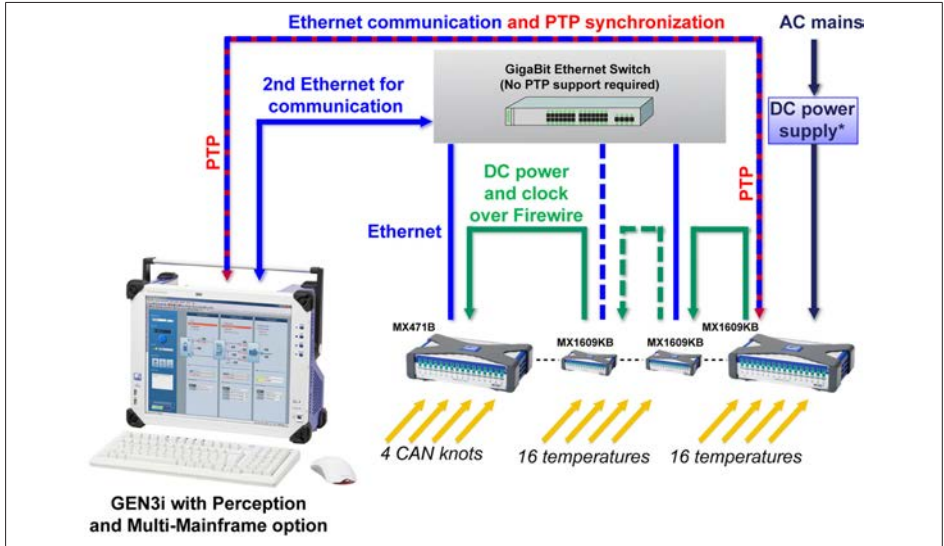 Ethernet communication and PTP synchronization
AC mains
GigaBit Ethernet Switch
(No PTP support required)
2nd Ethernet for
communication
DC power
supply*
PTP
PTP
DC power
and clock
over Firewire
Ethernet
MX471B
MX1609KB
MX1609KB
MX1609KB
4 CAN knots
16 temperatures
16 temperatures
GEN3i with Perception
and Multi-Mainframe option